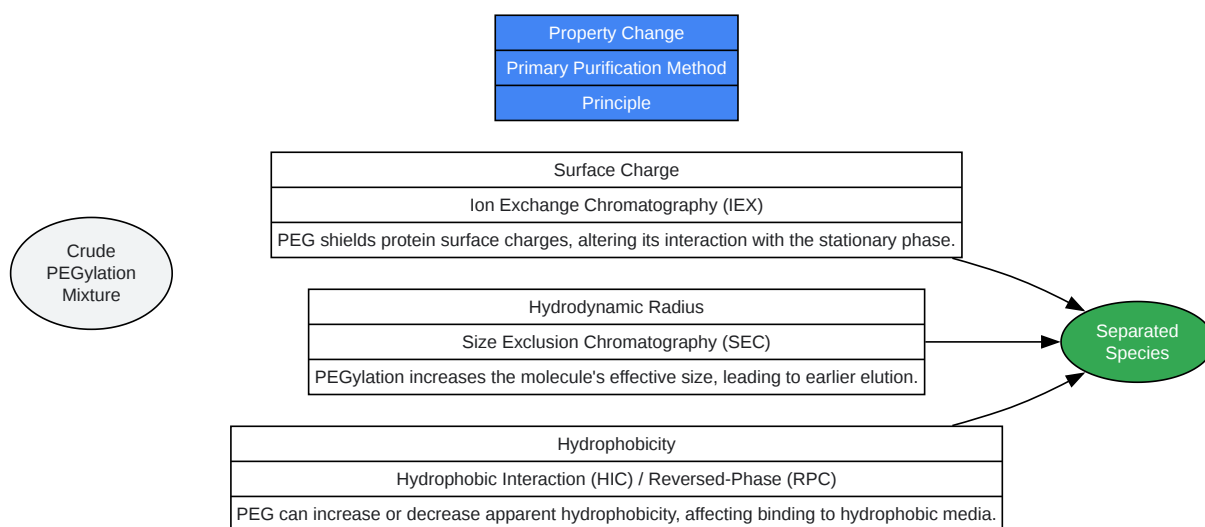 Property Change
Primary Purification Method
Principle
Surface Charge
Ion Exchange Chromatography (IEX)
PEG shields protein surface charges, altering its interaction with the stationary phase.
Crude
PEGylation
Mixture
Hydrodynamic Radius
Size Exclusion Chromatography (SEC)
PEGylation increases the molecule's effective size, leading to earlier elution.
Separated
Species
Hydrophobicity
Hydrophobic Interaction (HIC) / Reversed-Phase (RPC)
PEG can increase or decrease apparent hydrophobicity, affecting binding to hydrophobic media.